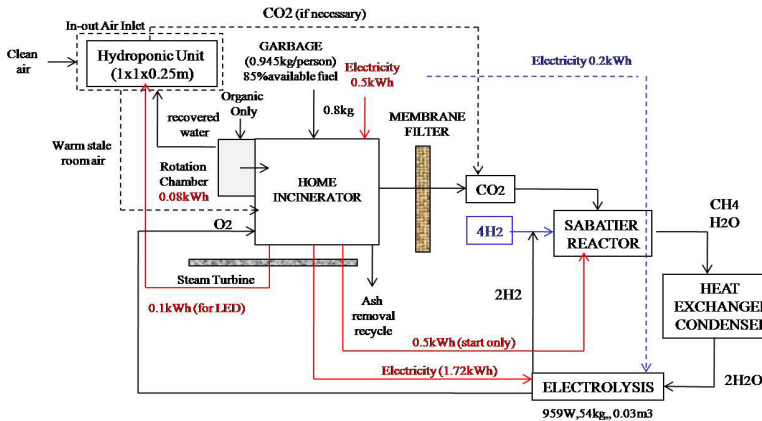 CO2 (if necessary)
In-out Air Inlet
Clean
air
Hydroponic Unit
(1x1x0.25m)
GARBAGE
(0.945kg/person)
85%available fuel
Electricity
0.5kWh
Electricity 0.2kWh
Organic
Only
0.8kg
MEMBRANE
FILTER
recovered
water
Warm stale
room air
Rotation
Chamber
0.08kWh
HOME
INCINERATOR
CO2
CH4
H2O
O2
4H2
SABATIER
REACTOR
Steam Turbine
0.1kWh (for LED)
Ash
removal
recycle
2H2
HEAT
EXCHANGER
CONDENSER
0.5kWh (start only)
Electricity (1.72kWh)
ELECTROLYSIS
2H2O
959W,54kg,, 0.03m3